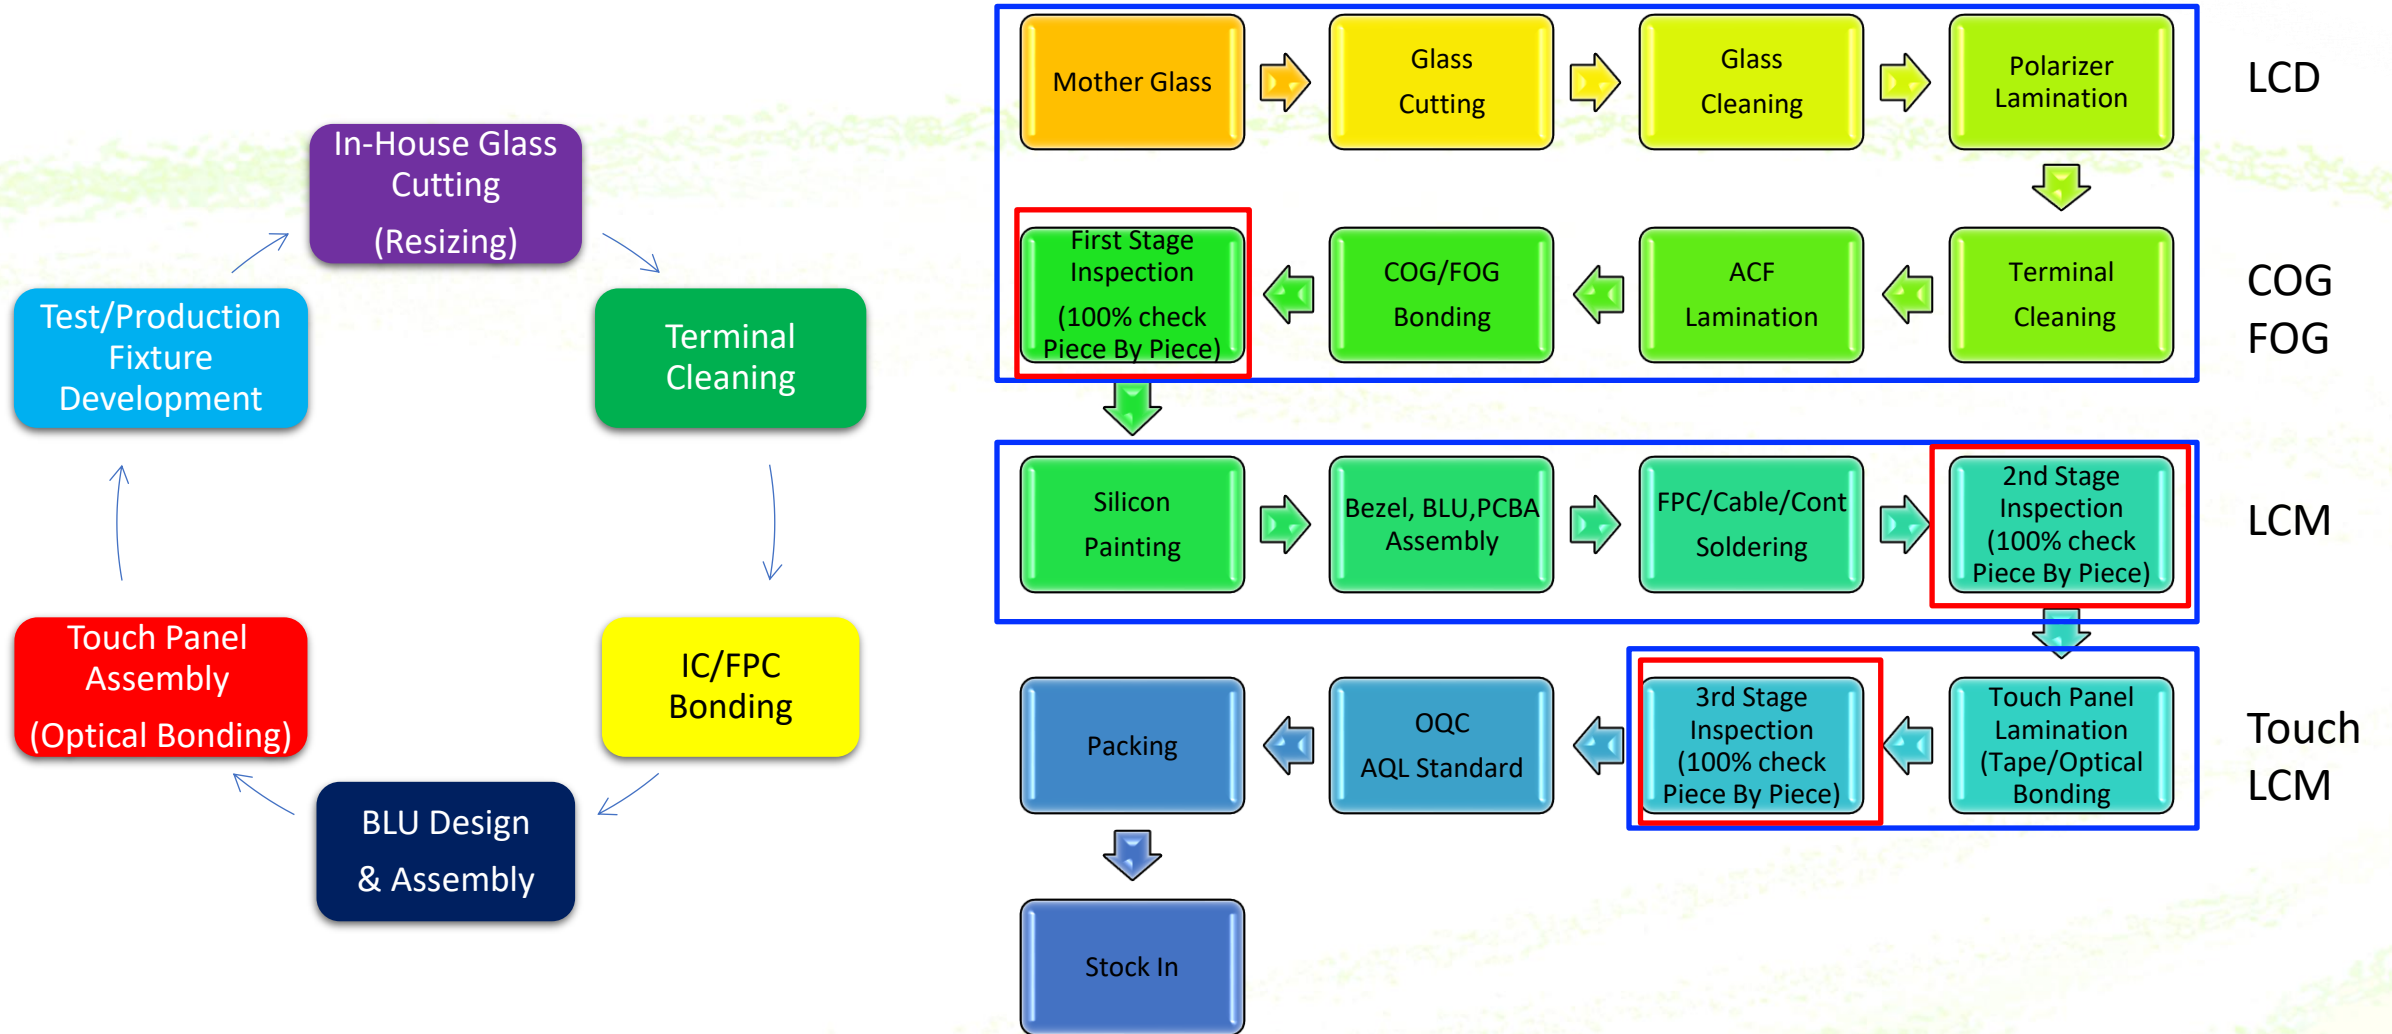 In-House Glass
Cutting
(Resizing)
Terminal
Cleaning
IC/FPC
Bonding
BLU Design
& Assembly
Touch Panel
Assembly
(Optical Bonding)
Test/Production
Fixture
Development
Mother Glass
Glass
Cutting
Glass
Cleaning
Polarizer
Lamination
LCD
First Stage
Inspection
(100% check
Piece By Piece)
COG/FOG
Bonding
ACF
Lamination
Terminal
Cleaning
COG
FOG
Silicon
Painting
Bezel, BLU,PCBA
Assembly
FPC/Cable/Cont
Soldering
2nd Stage
Inspection
(100% check
Piece By Piece)
LCM
Packing
OQC
AQL Standard
3rd Stage
Inspection
(100% check
Piece By Piece)
Touch Panel
Lamination
(Tape/Optical
Bonding
Touch
LCM
Stock In